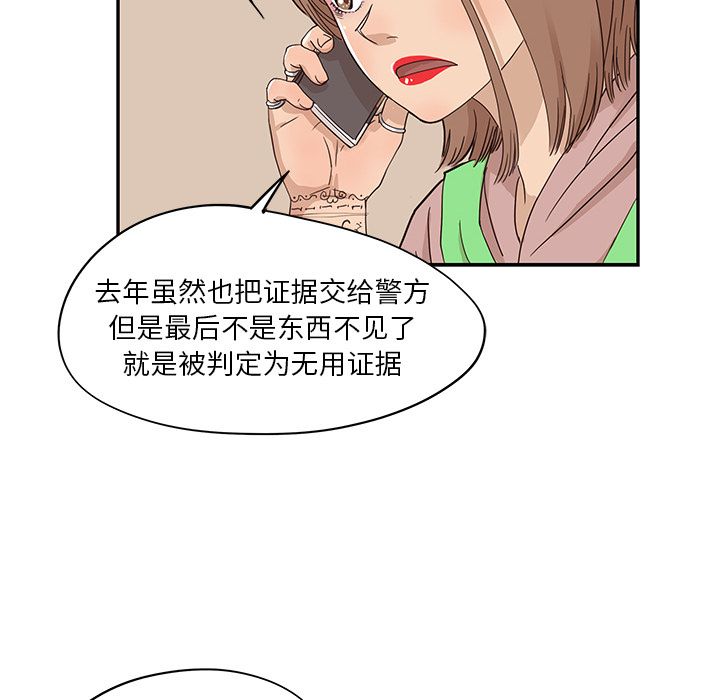 去年虽然也把证据交给警方
但是最后不是东西不见了
就是被判定为无用证据